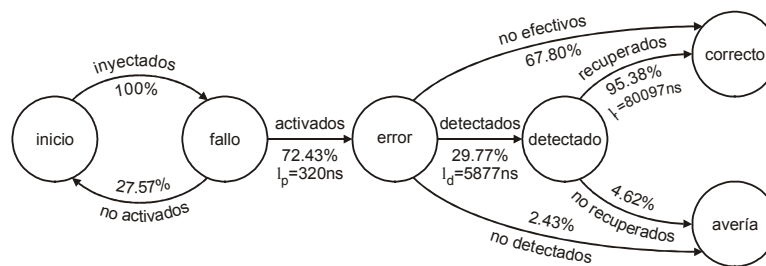 inyectados
100%
inicio
fallo
27.57%
no activados
activados
72.43%
lp=320ns
error
no efectivos
67.80%
detectados
29.77%
ld=5877ns
detectado
recuperados
95.38%
lr=80097ns
correcto
4.62%
no recuperados
2.43%
no detectados
avería